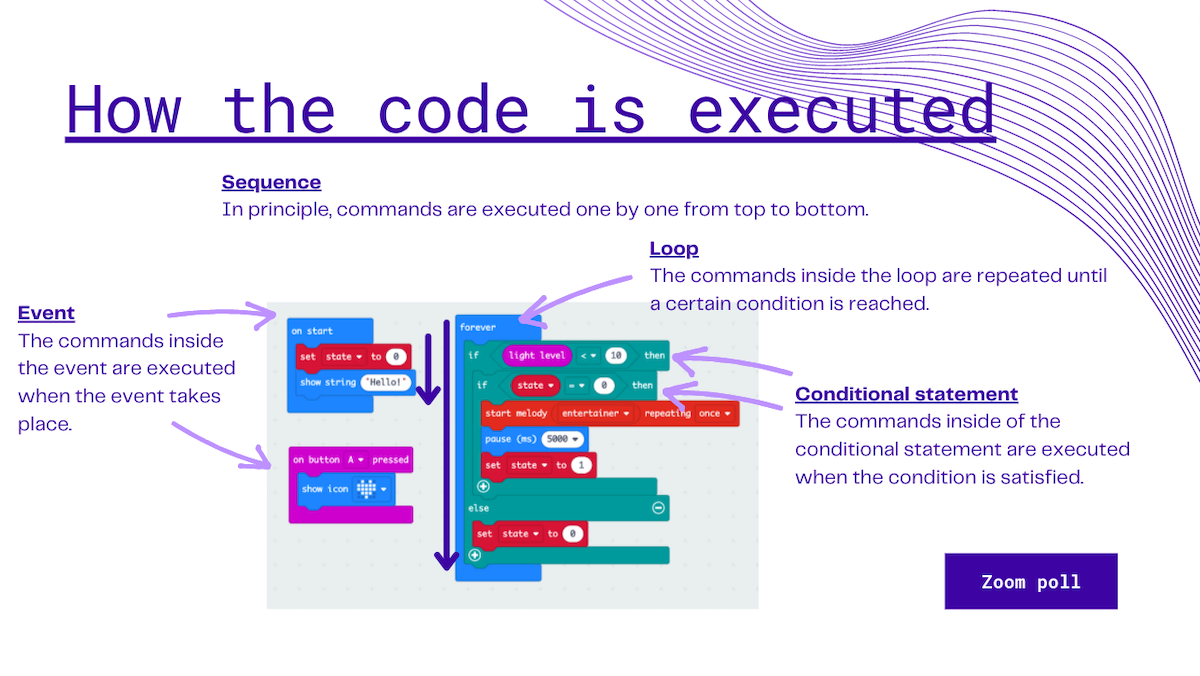 How the code is executed
Sequence
In principle, commands are executed one by one from top to bottom.
Loop
The commands inside the loop are repeated until
a certain condition is reached.
Event
The commands inside
the event are executed
when the event takes
place.
on start
set state to 0
show string "Hello!"
on button A pressed
show icon
forever
if light level < 10 then
if state = 0 then
start melody entertainer repeating once
pause (ms) 5000
set state to 1
else
set state to 0
Conditional statement
The commands inside of the
conditional statement are executed
when the condition is satisfied.
Zoom poll